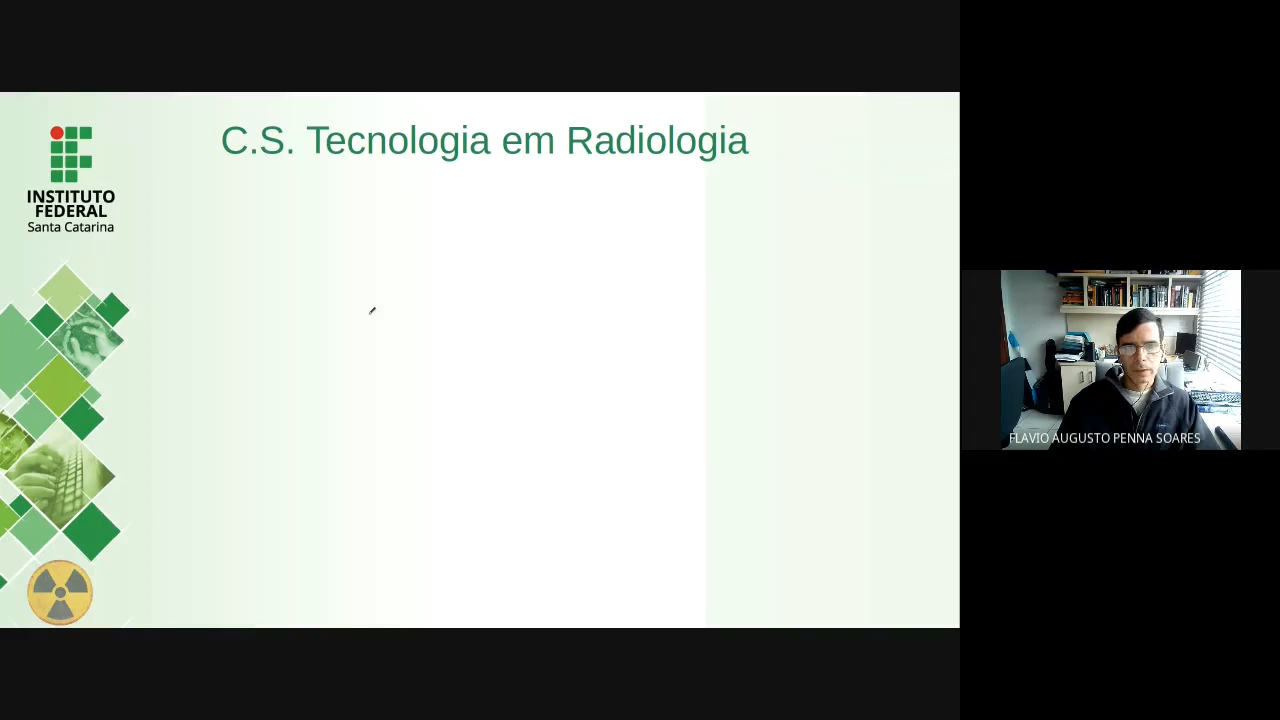 C.S. Tecnologia em Radiologia
INSTITUTO
FEDERAL
Santa Catarina
FLAVIO AUGUSTO PENNA SOARES